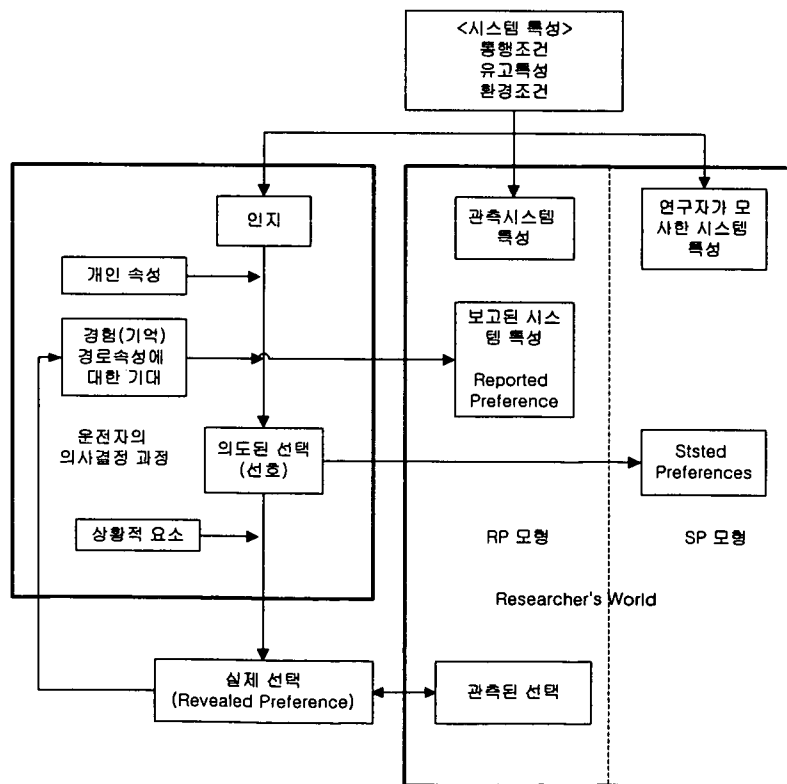 <시스템 특성>
통행조건
유고특성
환경조건
인지
관측시스템
특성
연구자가 모
사한 시스템
특성
개인 속성
경험(기억)
경로속성에
대한 기대
보고된 시스
템 특성
Reported
Preference
운전자의
의사결정 과정
의도된 선택
(선호)
Ststed
Preferences
상황적 요소
RP 모형
SP 모형
Researcher's World
실제 선택
(Revealed Preference)
관측된 선택